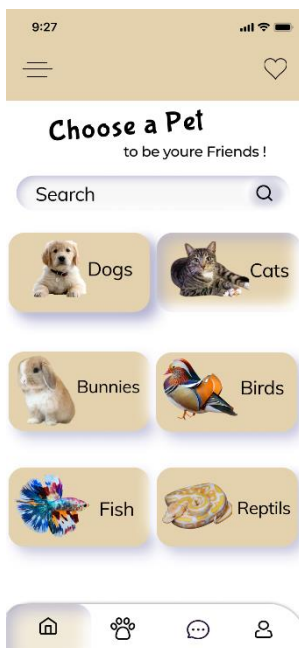 9:27
Choose a Pet
to be youre Friends !
Search
Dogs
Cats
Bunnies
Birds
Fish
Reptils